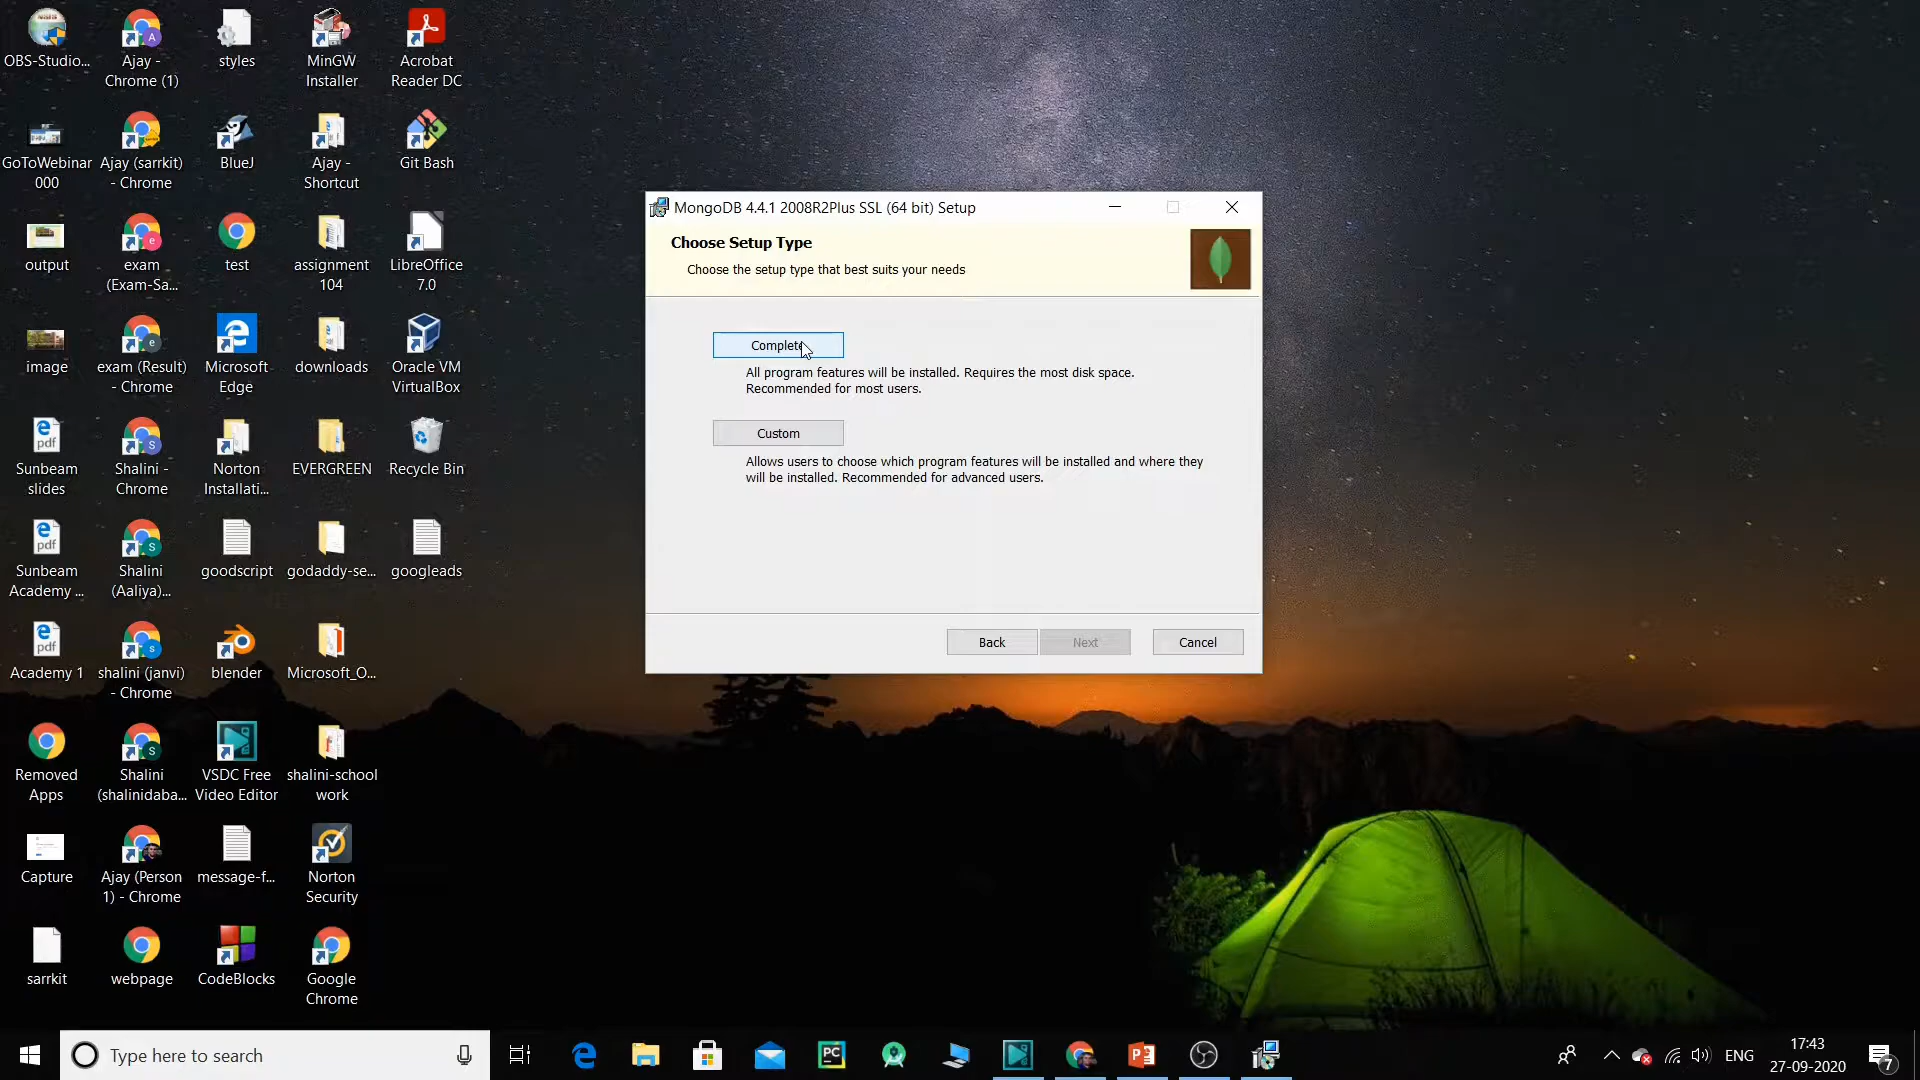 OBS-Studio...
Ajay -
Chrome (1)
styles
MinGW
Installer
Acrobat
Reader DC
GoToWebinar
000
Ajay (sarrkit)
- Chrome
BlueJ
Ajay -
Shortcut
Git Bash
output
exam
(Exam-Sa...
test
assignment
104
LibreOffice
7.0
image
exam (Result)
- Chrome
Microsoft
Edge
downloads
Oracle VM
VirtualBox
Sunbeam
slides
Shalini -
Chrome
Norton
Installati...
EVERGREEN
Recycle Bin
Sunbeam
Academy ...
Shalini
(Aaliya)...
goodscript
godaddy-se...
googleads
Academy 1
shalini (janvi)
- Chrome
blender
Microsoft_O...
Removed
Apps
Shalini
(shalinidaba...
VSDC Free
Video Editor
shalini-school
work
Capture
Ajay (Person
1) - Chrome
message-f...
Norton
Security
sarrkit
webpage
CodeBlocks
Google
Chrome
MongoDB 4.4.1 2008R2Plus SSL (64 bit) Setup
Choose Setup Type
Choose the setup type that best suits your needs
Complete
All program features will be installed. Requires the most disk space.
Recommended for most users.
Custom
Allows users to choose which program features will be installed and where they
will be installed. Recommended for advanced users.
Back
Next
Cancel
Type here to search
ENG
17:43
27-09-2020
7